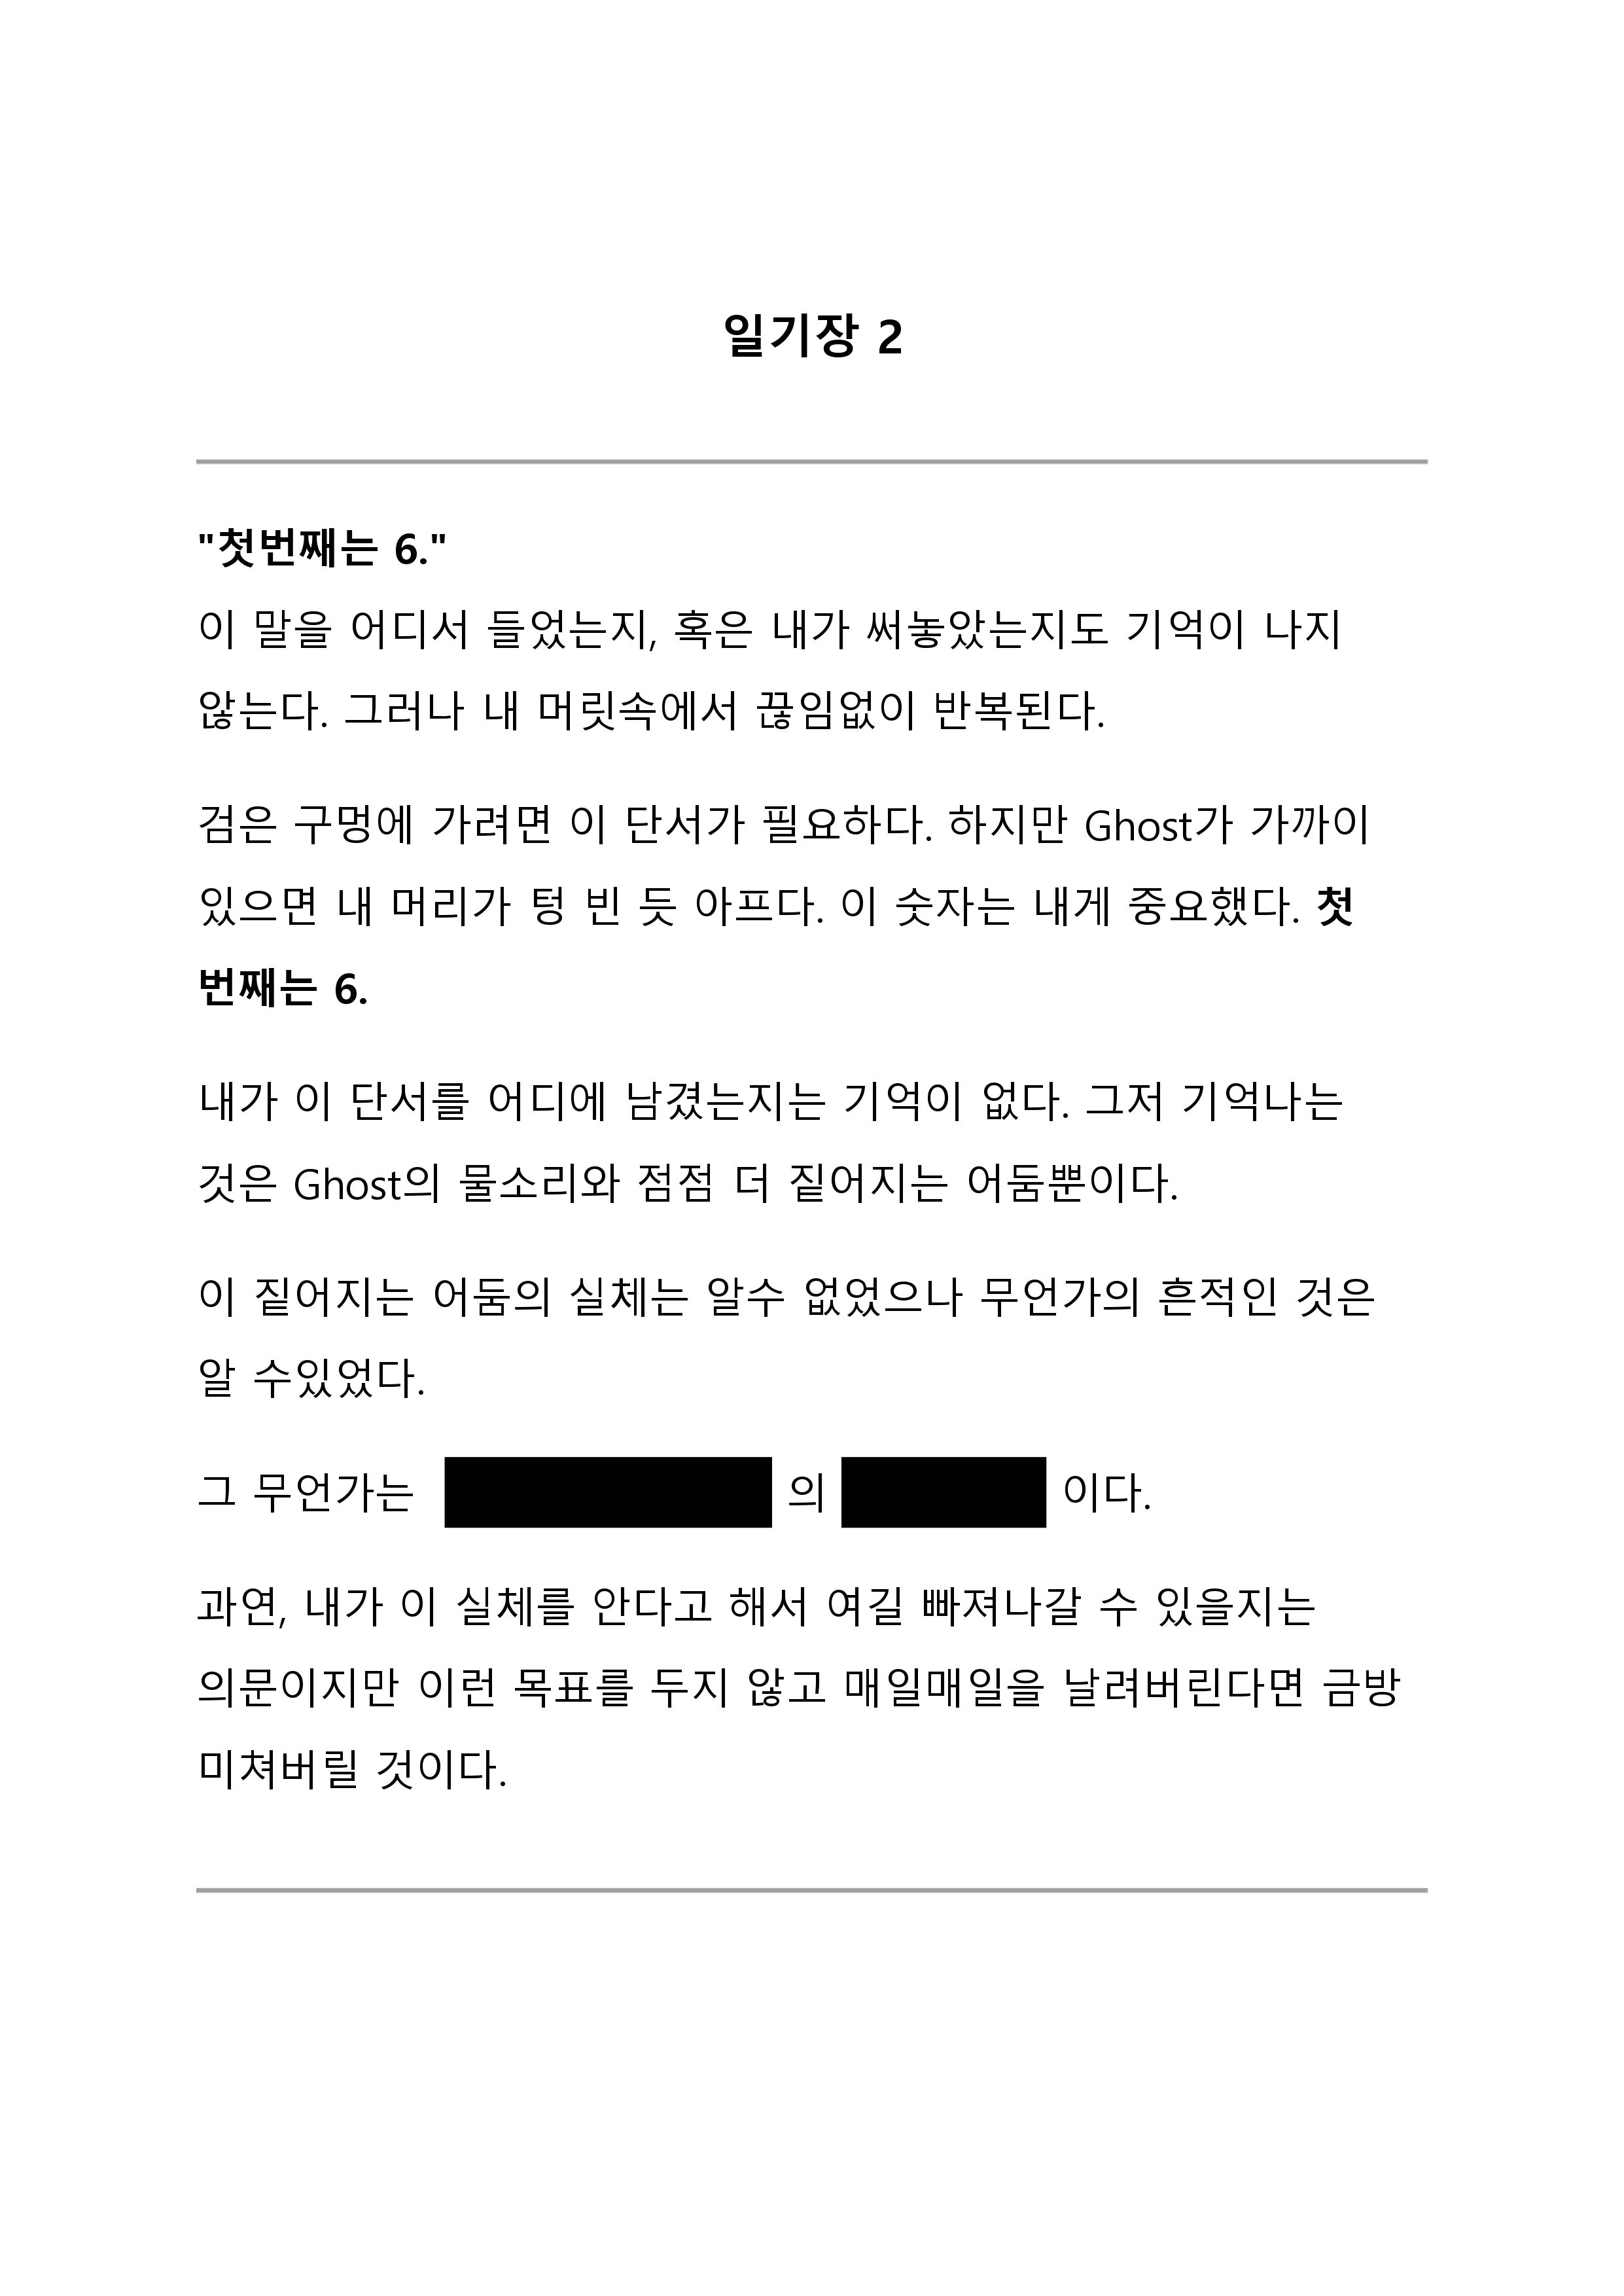 일기장 2
"첫번째는 6."
이 말을 어디서 들었는지, 혹은 내가 써놓았는지도 기억이 나지
않는다. 그러나 내 머릿속에서 끊임없이 반복된다.
검은 구멍에 가려면 이 단서가 필요하다. 하지만 Ghost가 가까이
있으면 내 머리가 텅 빈 듯 아프다. 이 숫자는 내게 중요했다. 첫
번째는 6.
내가 이 단서를 어디에 남겼는지는 기억이 없다. 그저 기억나는
것은 Ghost의 물소리와 점점 더 짙어지는 어둠뿐이다.
이 짙어지는 어둠의 실체는 알수 없었으나 무언가의 흔적인 것은
알 수있었다.
그 무언가는 의 이다.
과연, 내가 이 실체를 안다고 해서 여길 빠져나갈 수 있을지는
의문이지만 이런 목표를 두지 않고 매일매일을 날려버린다면 금방
미쳐버릴 것이다.